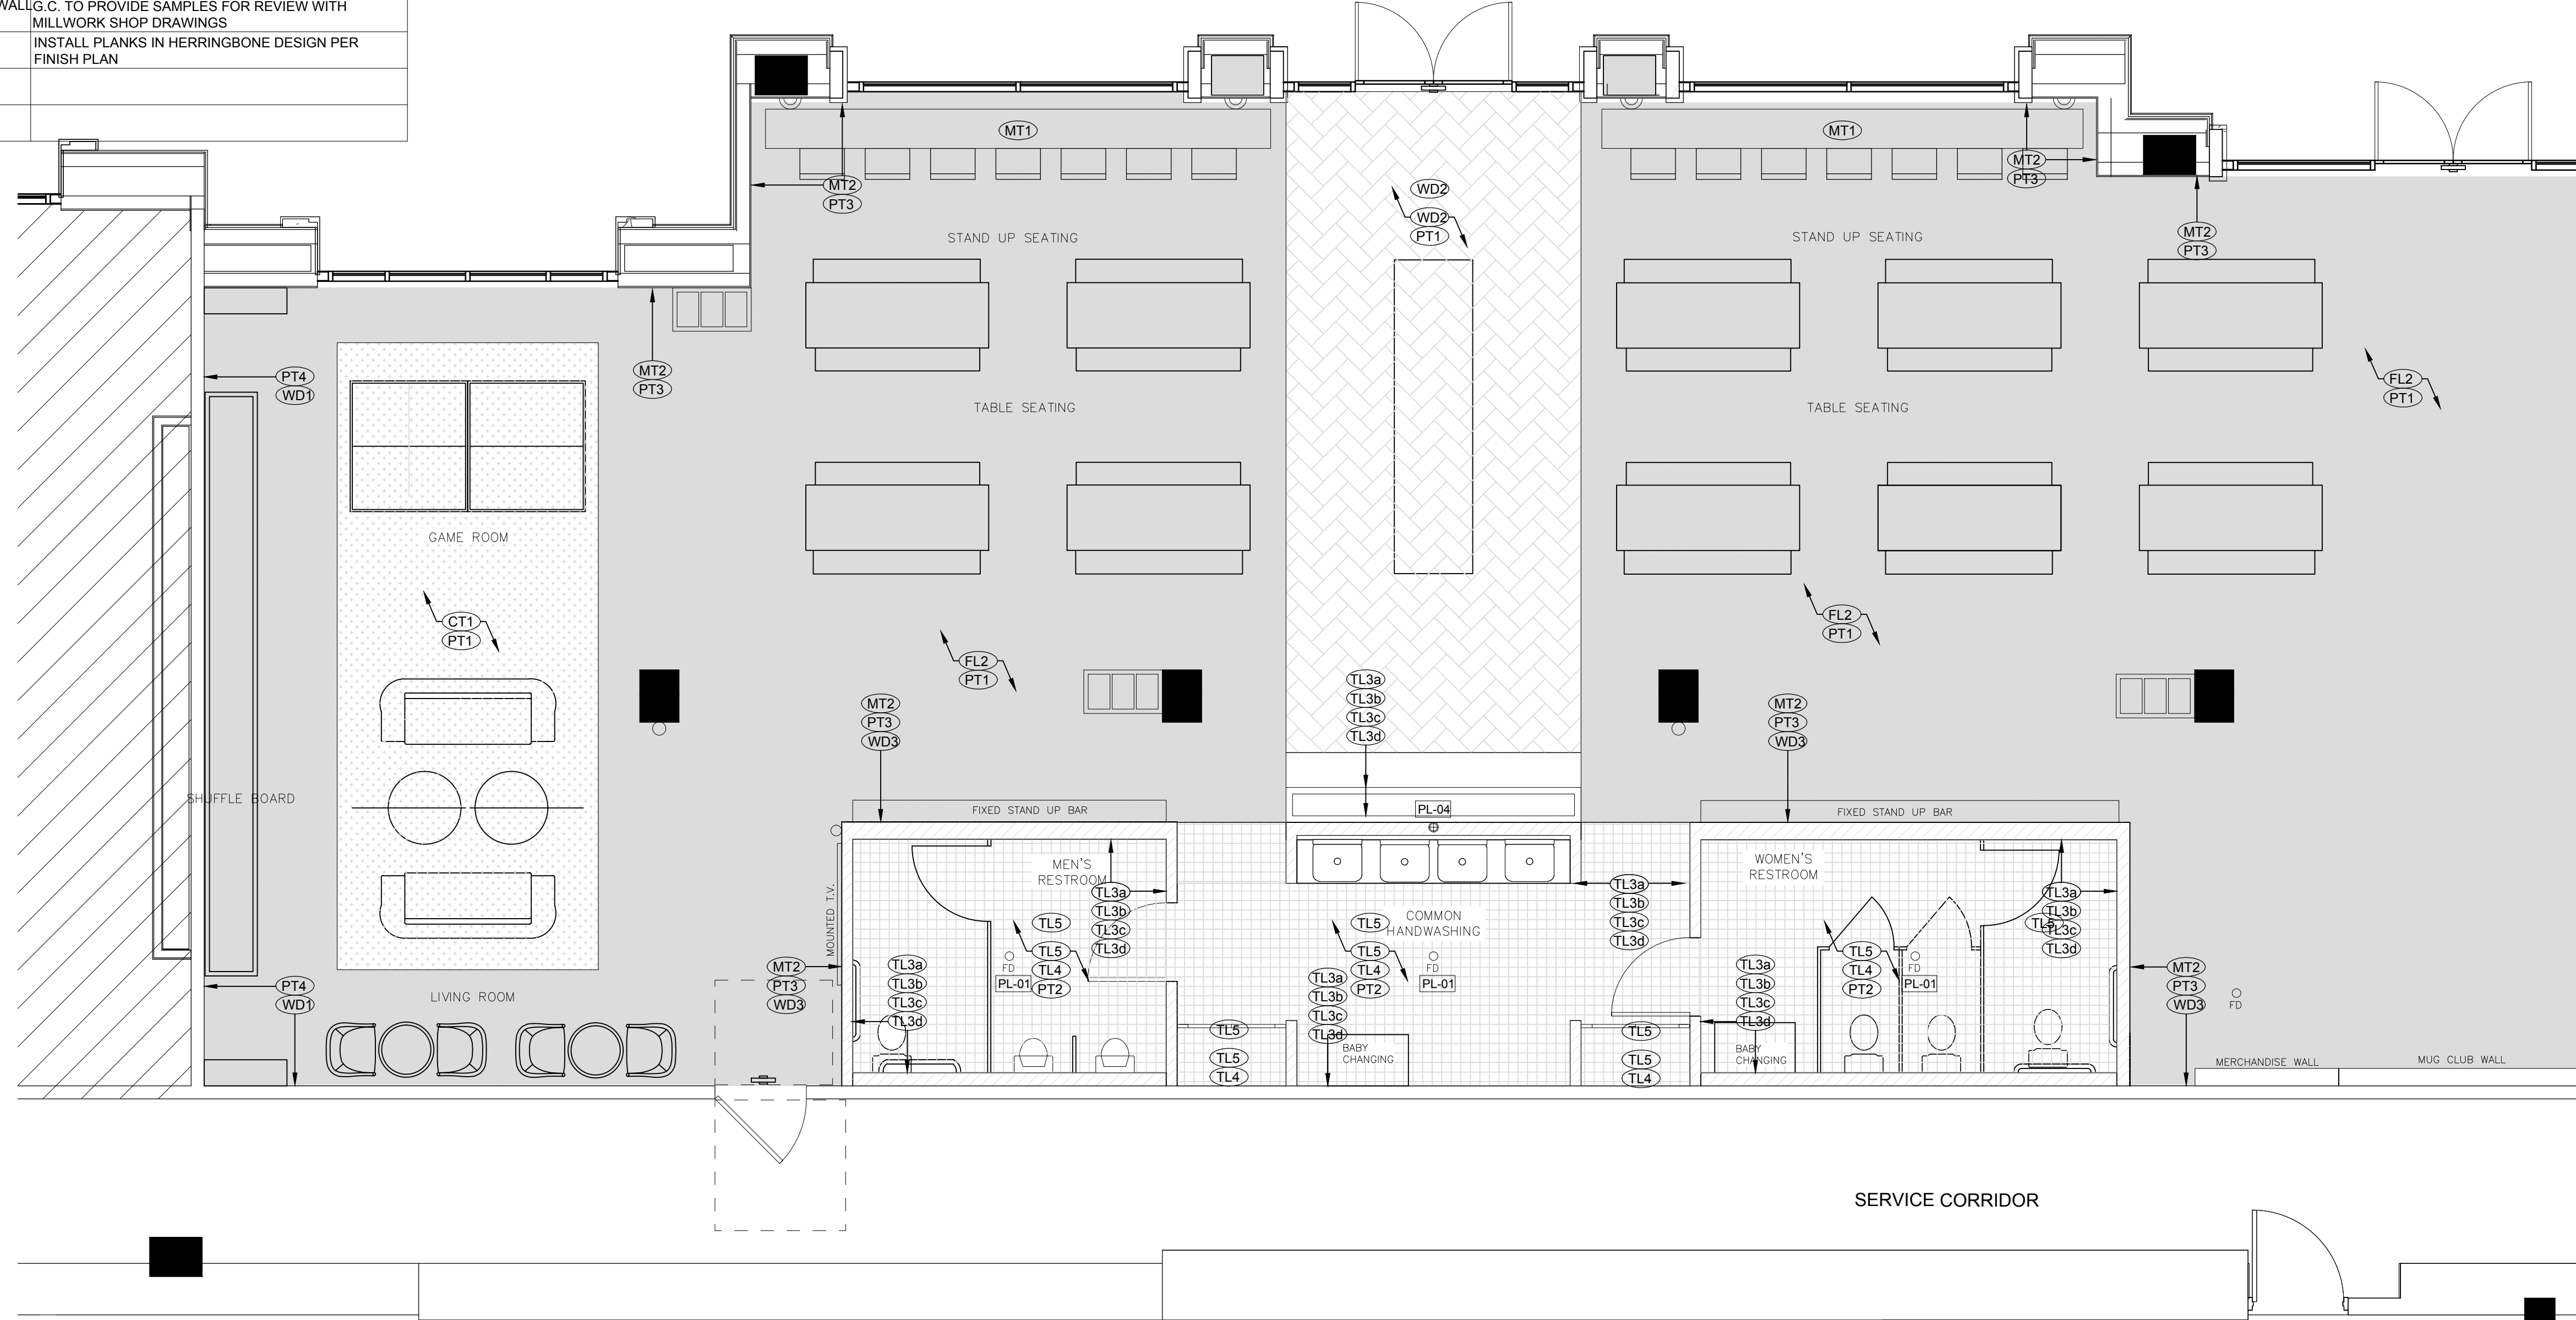 WALL
G.C. TO PROVIDE SAMPLES FOR REVIEW WITH
MILLWORK SHOP DRAWINGS
INSTALL PLANKS IN HERRINGBONE DESIGN PER
FINISH PLAN
MT1
MT1
MT2
PT3
MT2
PT3
WD2
WD2
PT1
MT2
PT3
STAND UP SEATING
STAND UP SEATING
MT2
PT3
PT4
WD1
FL2
PT1
TABLE SEATING
TABLE SEATING
GAME ROOM
CT1
PT1
FL2
PT1
FL2
PT1
TL3a
TL3b
TL3c
TL3d
MT2
PT3
WD3
MT2
PT3
WD3
SHUFFLE BOARD
FIXED STAND UP BAR
PL-04
FIXED STAND UP BAR
MEN'S
RESTROOM
WOMEN'S
RESTROOM
TL3a
TL3b
TL3c
TL3d
TL3a
TL3b
TL3c
TL3d
TL3a
TL3b
TL3c
TL3d
TL5
MOUNTED T.V.
TL5
TL5
COMMON
HANDWASHING
TL5
TL4
PT2
FD
PL-01
TL5
TL4
PT2
FD
PL-01
TL5
TL4
PT2
FD
PL-01
TL3a
TL3b
TL3c
TL3d
TL3a
TL3b
TL3c
TL3d
TL3a
TL3b
TL3c
TL3d
MT2
PT3
WD3
MT2
PT3
WD3
FD
PT4
WD1
LIVING ROOM
TL5
TL5
TL4
TL5
TL5
TL4
BABY
CHANGING
BABY
CHANGING
MERCHANDISE WALL
MUG CLUB WALL
SERVICE CORRIDOR